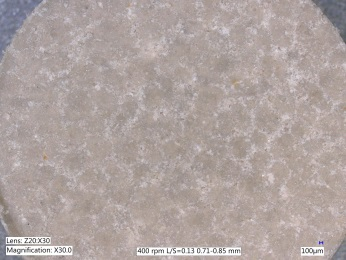 Lens: Z20:X30
Magnification: X30.0
400 rpm L/S=0.13 0.71-0.85 mm
H
100µm